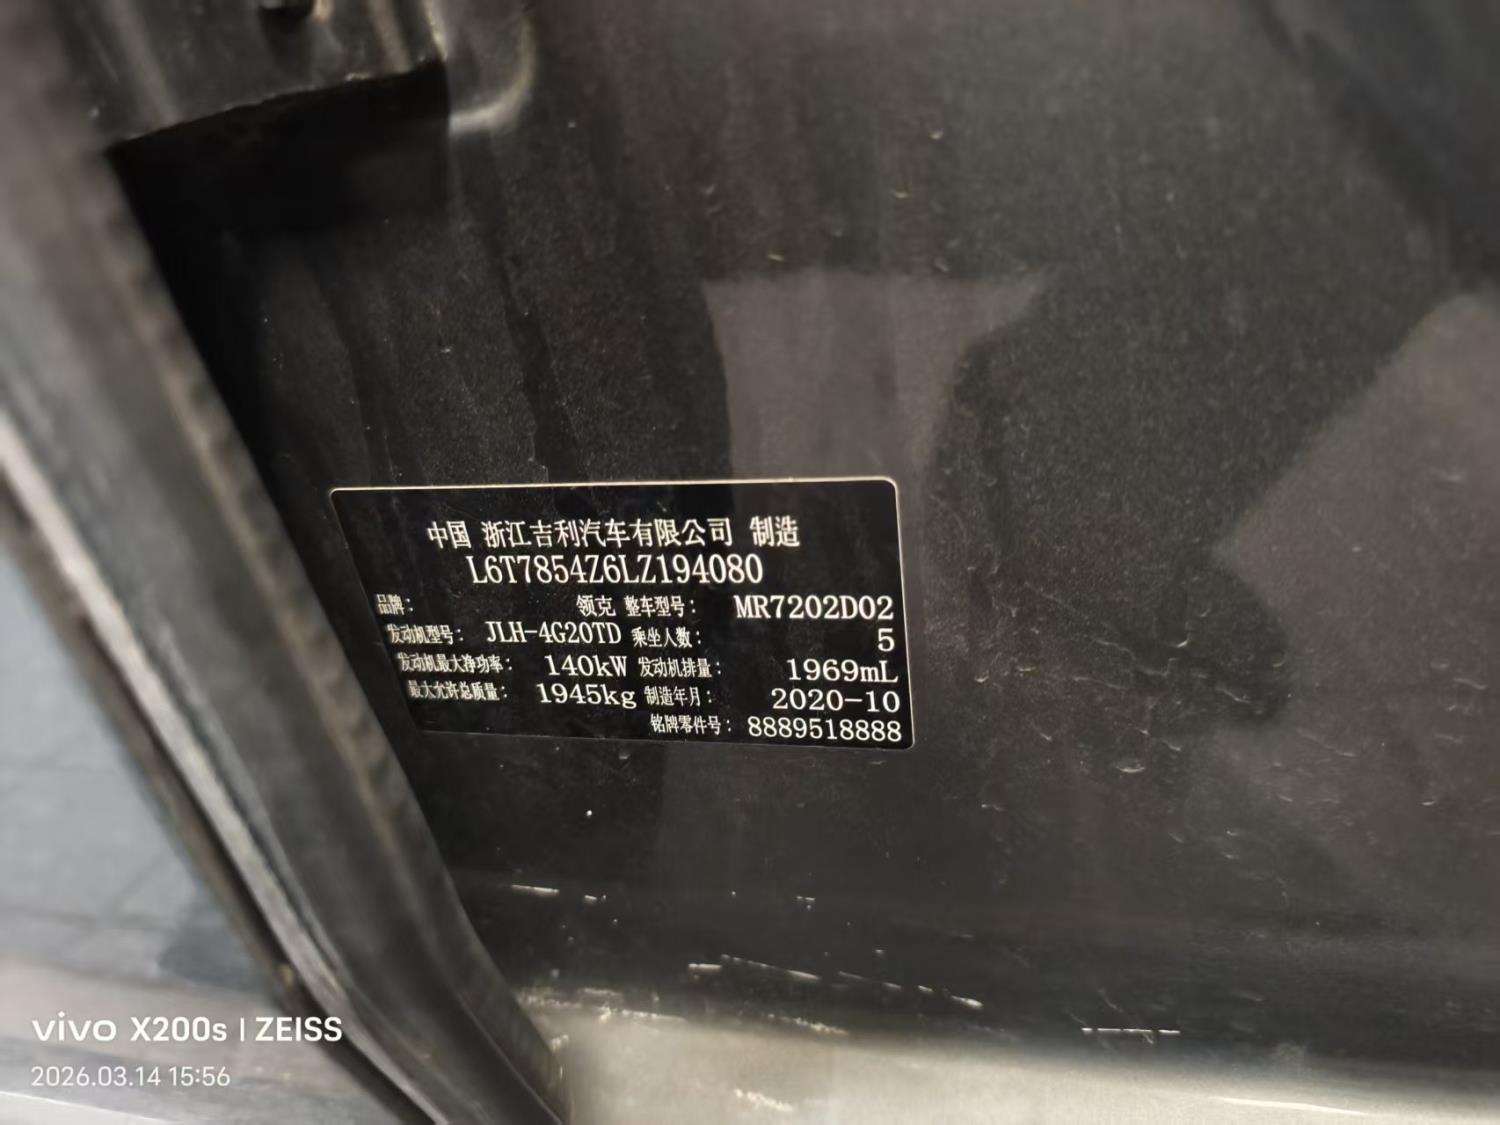 中国 浙江吉利汽车有限公司 制造
L6T7854Z6LZ194080
品牌： 领克 整车型号： MR7202D02
发动机型号： JLH-4G20TD 乘坐人数： 5
发动机最大净功率： 140kW 发动机排量： 1969mL
最大允许总质量： 1945kg 制造年月： 2020-10
铭牌零件号： 8889518888
vivo X200s | ZEISS
2026.03.14 15:56